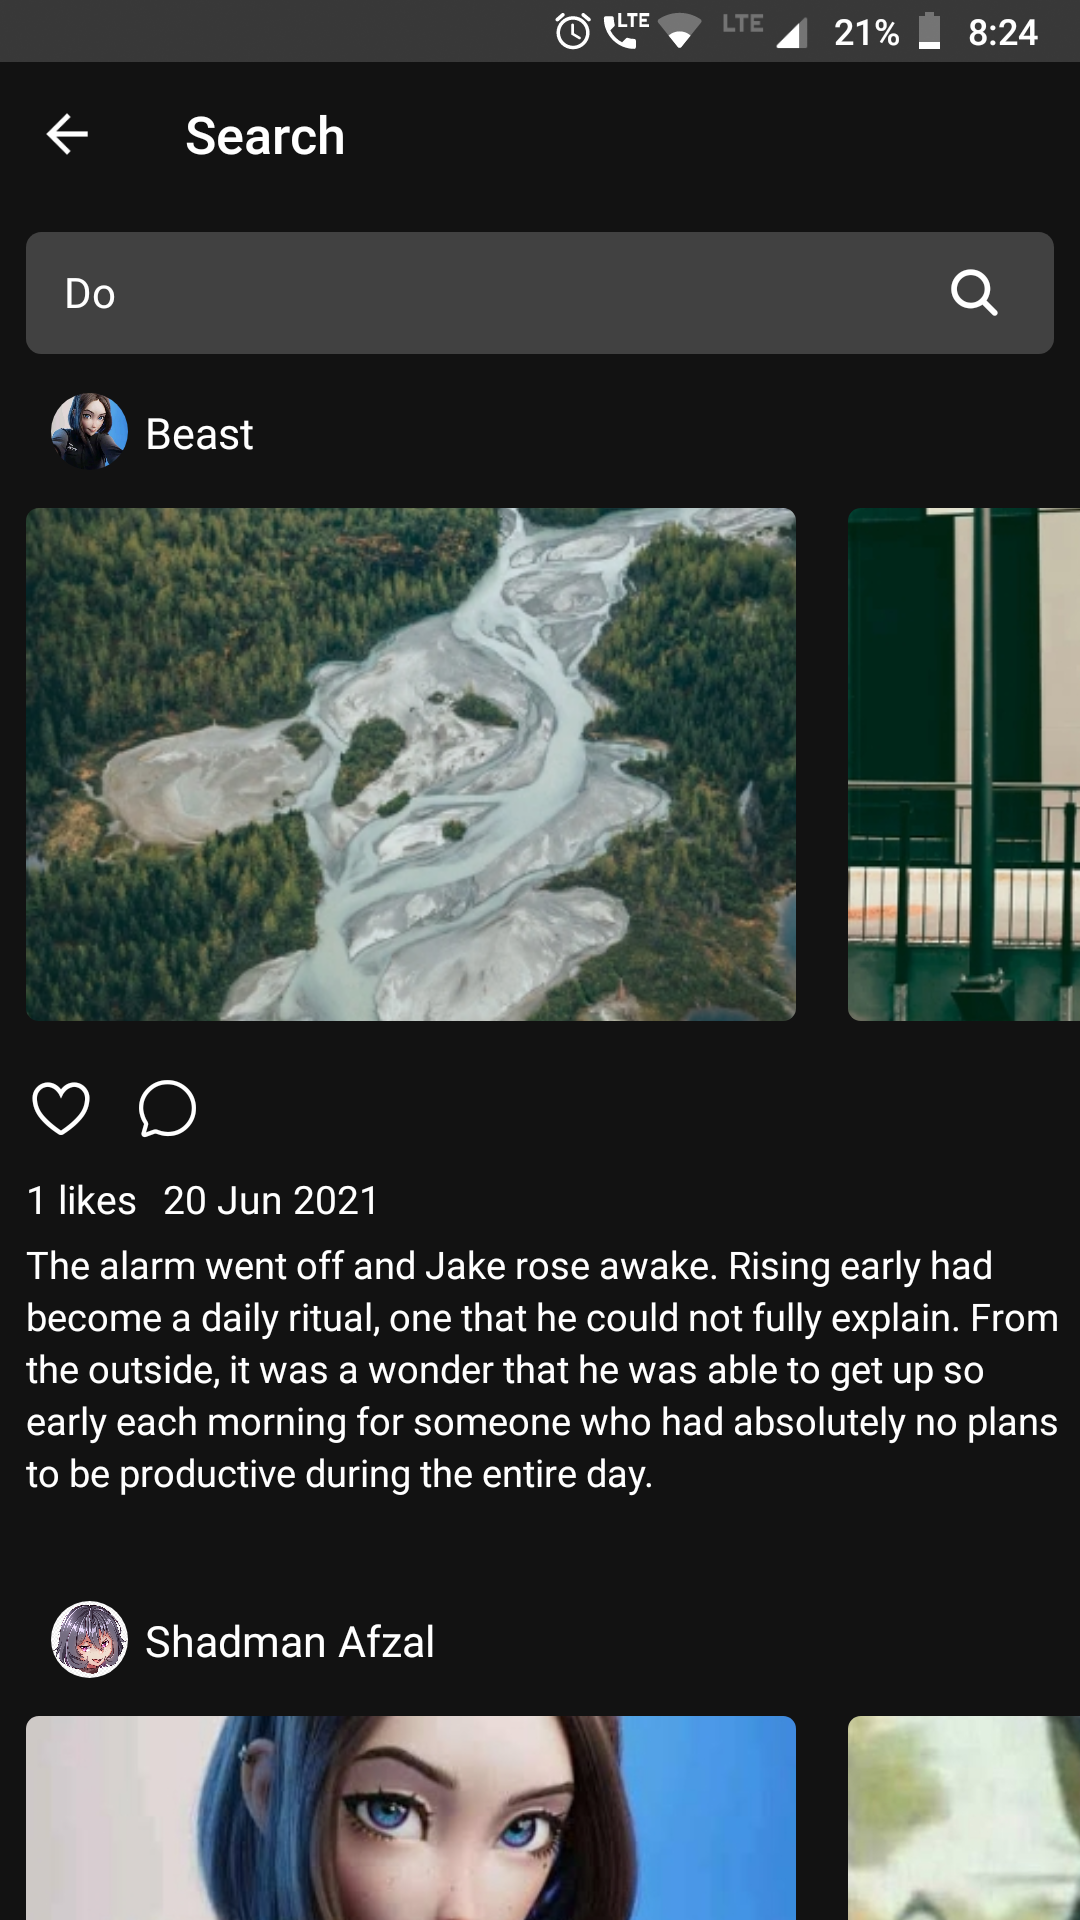 LTE LTE 21% 8:24
Search
Do
Beast
1 likes 20 Jun 2021
The alarm went off and Jake rose awake. Rising early had
become a daily ritual, one that he could not fully explain. From
the outside, it was a wonder that he was able to get up so
early each morning for someone who had absolutely no plans
to be productive during the entire day.
Shadman Afzal